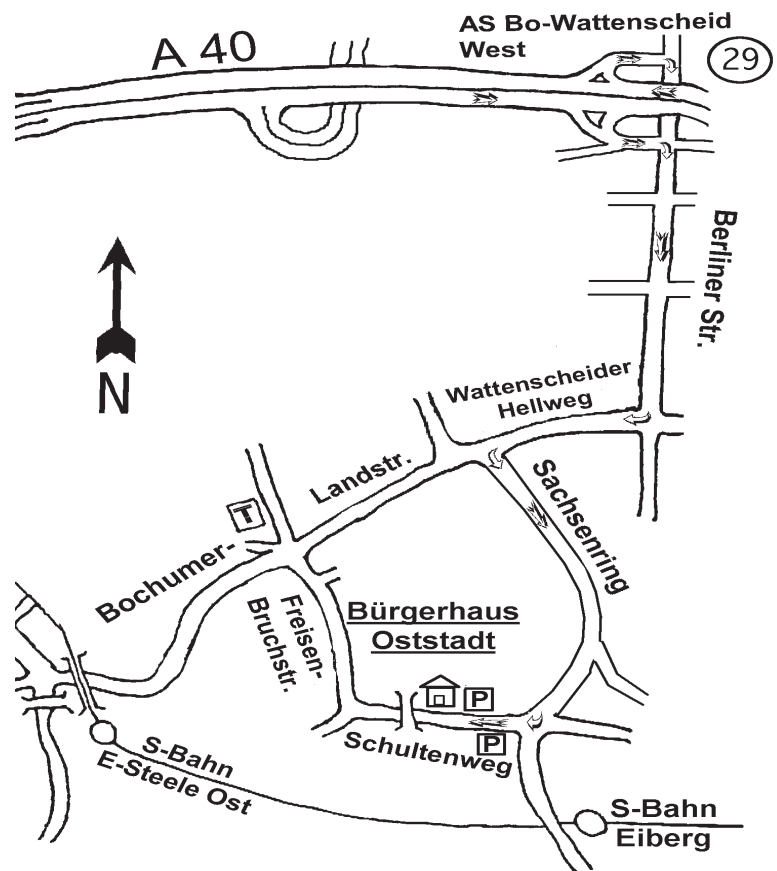 AS Bo-Wattenscheid
West
29
A 40
Berliner Str.
N
Wattenscheider
Hellweg
Landstr.
Sachsenring
T
Bochumer-
Freisen-
Bruchstr.
Bürgerhaus
Oststadt
P
Schultenweg
P
S-Bahn
E-Steele Ost
S-Bahn
Eiberg